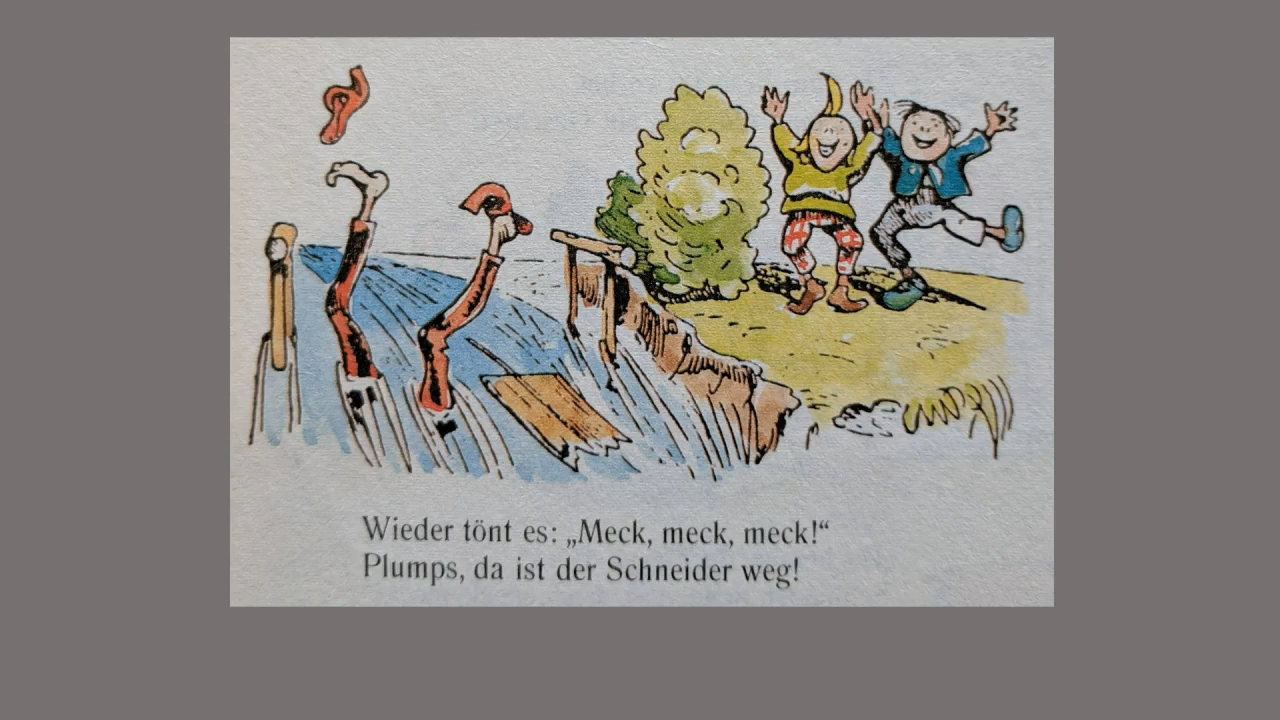 Wieder tönt es: „Meck, meck, meck!“
Plumps, da ist der Schneider weg!